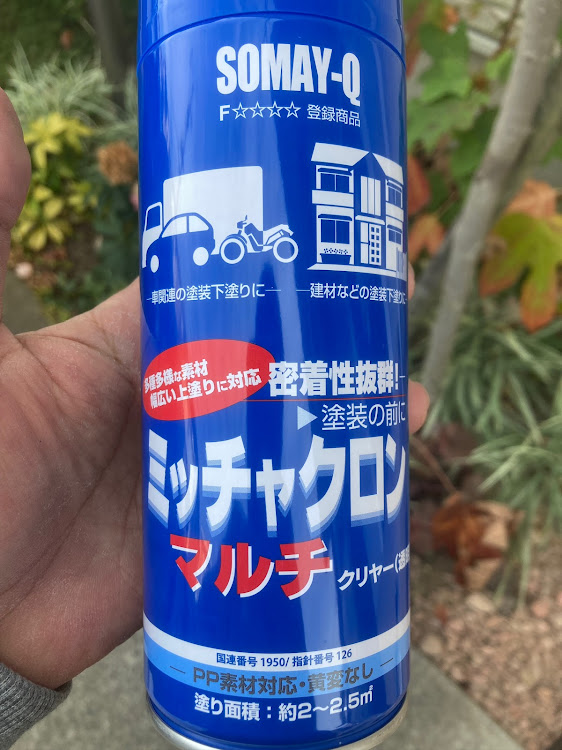 SOMAY-Q
F☆☆☆☆ 登録商品
車関連の塗装下塗りに
建材などの塗装下塗りに
多種多様な素材
幅広い上塗りに対応
密着性抜群!
▶塗装の前に
ミッチャクロン
マルチ
クリヤー(透
国連番号 1950/ 指針番号 126
PP素材対応・黄変なし
塗り面積:約2~2.5㎡